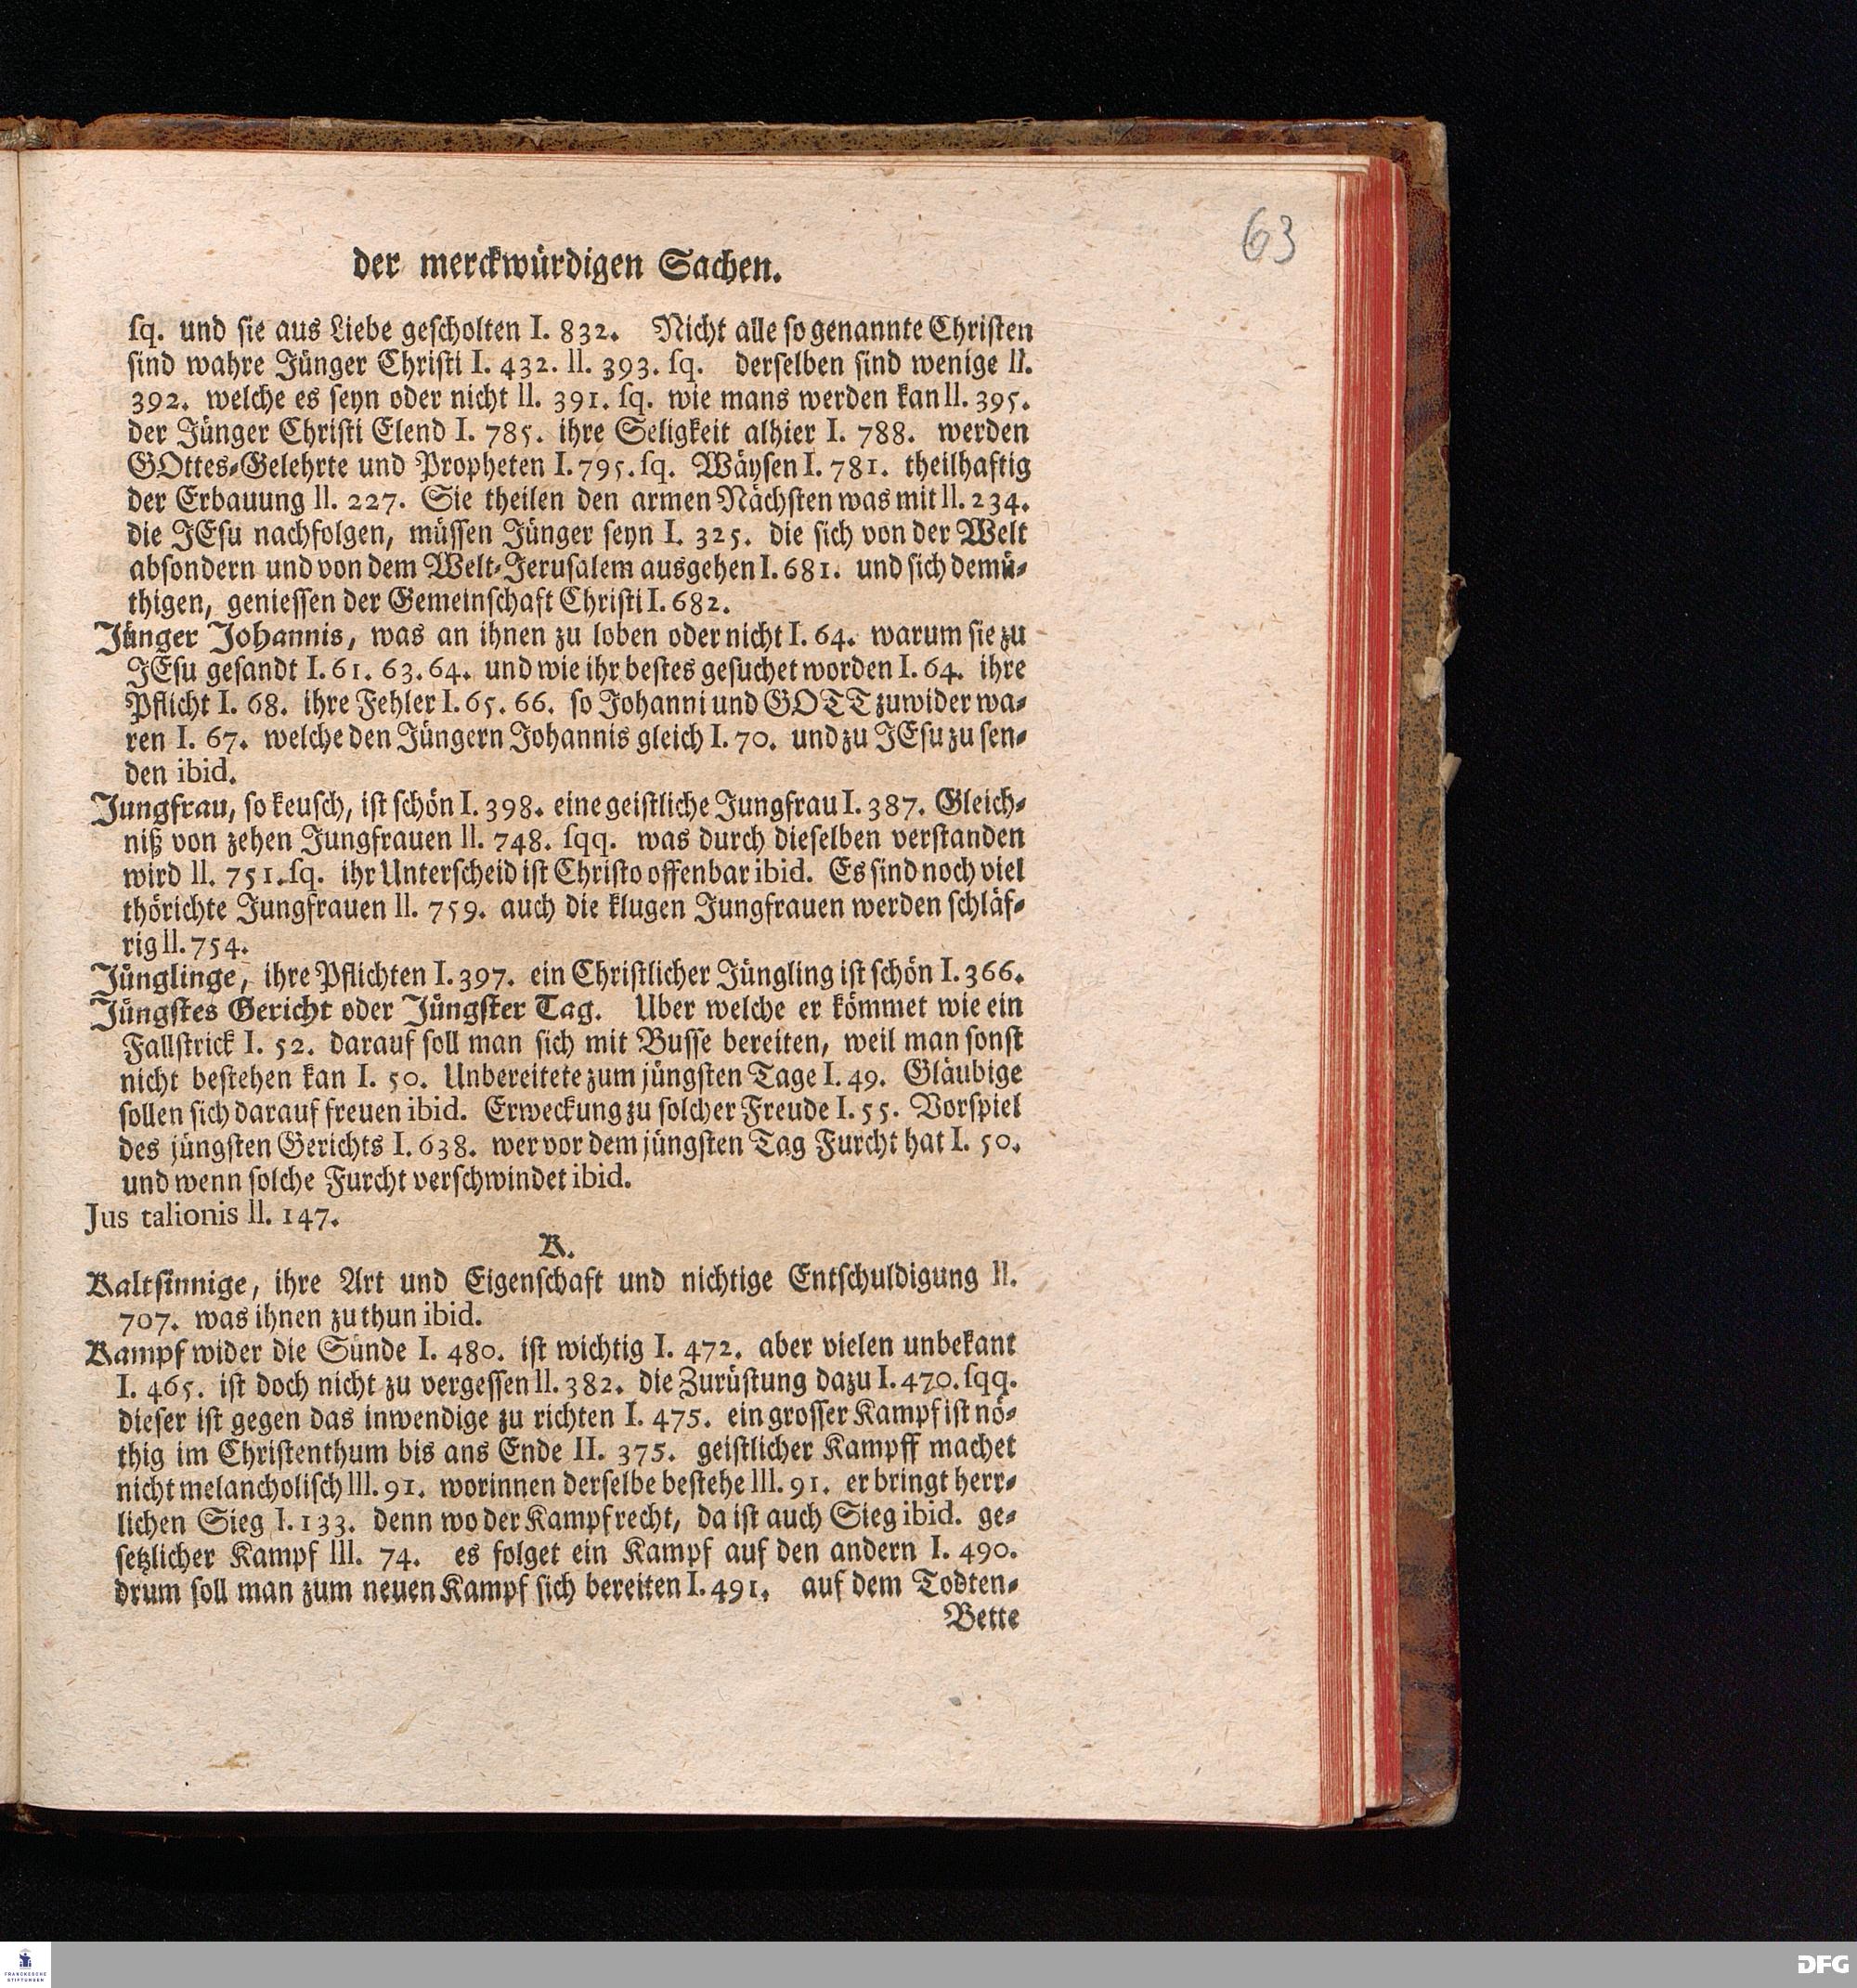 63
der merckwürdigen Sachen.
ſq. und ſie aus Liebe geſcholten I. 832. Nicht alle ſo genannte Chriſten
ſind wahre Jünger Chriſti I. 432. II. 393. ſq. derſelben ſind wenige II.
392. welche es ſeyn oder nicht II. 391. ſq. wie mans werden kan II. 395.
der Jünger Chriſti Elend I. 785. ihre Seligkeit alhier I. 788. werden
GOttes-Gelehrte und Propheten I. 795. ſq. Wäyſen I. 781. theilhaftig
der Erbauung II. 227. Sie theilen den armen Nächſten was mit II. 234.
die JEſu nachfolgen, müſſen Jünger ſeyn I. 325. die ſich von der Welt
abſondern und von dem Welt-Jeruſalem ausgehen I. 681. und ſich demü-
thigen, genieſſen der Gemeinſchaft Chriſti I. 682.
Jünger Johannis, was an ihnen zu loben oder nicht I. 64. warum ſie zu
JEſu geſandt I. 61. 63. 64. und wie ihr beſtes geſuchet worden I. 64. ihre
Pflicht I. 68. ihre Fehler I. 65. 66. ſo Johanni und GOTT zuwider wa-
ren I. 67. welche den Jüngern Johannis gleich I. 70. und zu JEſu zu ſen-
den ibid.
Jungfrau, ſo keuſch, iſt ſchön I. 398. eine geiſtliche Jungfrau I. 387. Gleich-
niß von zehen Jungfrauen II. 748. ſqq. was durch dieſelben verſtanden
wird II. 751. ſq. ihr Unterſcheid iſt Chriſto offenbar ibid. Es ſind noch viel
thörichte Jungfrauen II. 759. auch die klugen Jungfrauen werden ſchläf-
rig II. 754.
Jünglinge, ihre Pflichten I. 397. ein Chriſtlicher Jüngling iſt ſchön I. 366.
Jüngſtes Gericht oder Jüngſter Tag. Uber welche er kömmet wie ein
Fallſtrick I. 52. darauf ſoll man ſich mit Buſſe bereiten, weil man ſonſt
nicht beſtehen kan I. 50. Unbereitete zum jüngſten Tage I. 49. Gläubige
ſollen ſich darauf freuen ibid. Erweckung zu ſolcher Freude I. 55. Vorſpiel
des jüngſten Gerichts I. 638. wer vor dem jüngſten Tag Furcht hat I. 50.
und wenn ſolche Furcht verſchwindet ibid.
Jus talionis II. 147.
K.
Kaltſinnige, ihre Art und Eigenſchaft und nichtige Entſchuldigung II.
707. was ihnen zu thun ibid.
Kampf wider die Sünde I. 480. iſt wichtig I. 472. aber vielen unbekant
I. 465. iſt doch nicht zu vergeſſen II. 382. die Zurüſtung dazu I. 470. ſqq.
dieſer iſt gegen das inwendige zu richten I. 475. ein groſſer Kampf iſt nö-
thig im Chriſtenthum bis ans Ende II. 375. geiſtlicher Kampff machet
nicht melancholiſch III. 91. worinnen derſelbe beſtehe III. 91. er bringt herr-
lichen Sieg I. 133. denn wo der Kampf recht, da iſt auch Sieg ibid. ge-
ſetzlicher Kampf III. 74. es folget ein Kampf auf den andern I. 490.
drum ſoll man zum neuen Kampf ſich bereiten I. 491. auf dem Todten-
Bette
FRANCKESCHE
STIFTUNGEN
DFG